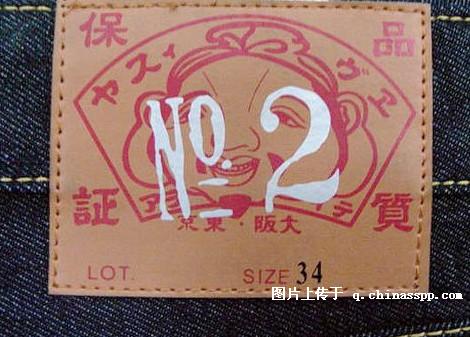 品質
保証
ヱヴィスヤ
No. 2
大阪・東京
LOT.
SIZE 34
图片上传于 q.chinasspp.com